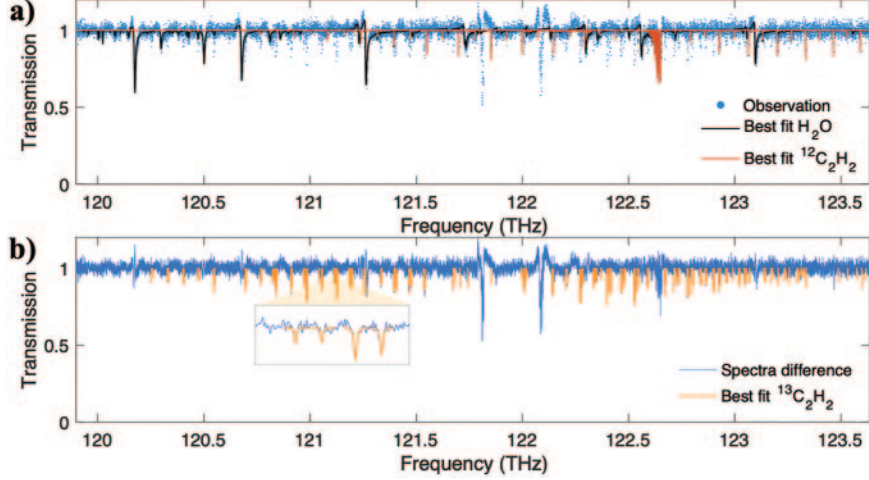 a)
1
0.5
0
Transmission
Observation
Best fit H₂O
Best fit ¹²C₂H₂
120 120.5 121 121.5 122 122.5 123 123.5
Frequency (THz)
b)
1
0.5
0
Transmission
Spectra difference
Best fit ¹³C₂H₂
120 120.5 121 121.5 122 122.5 123 123.5
Frequency (THz)